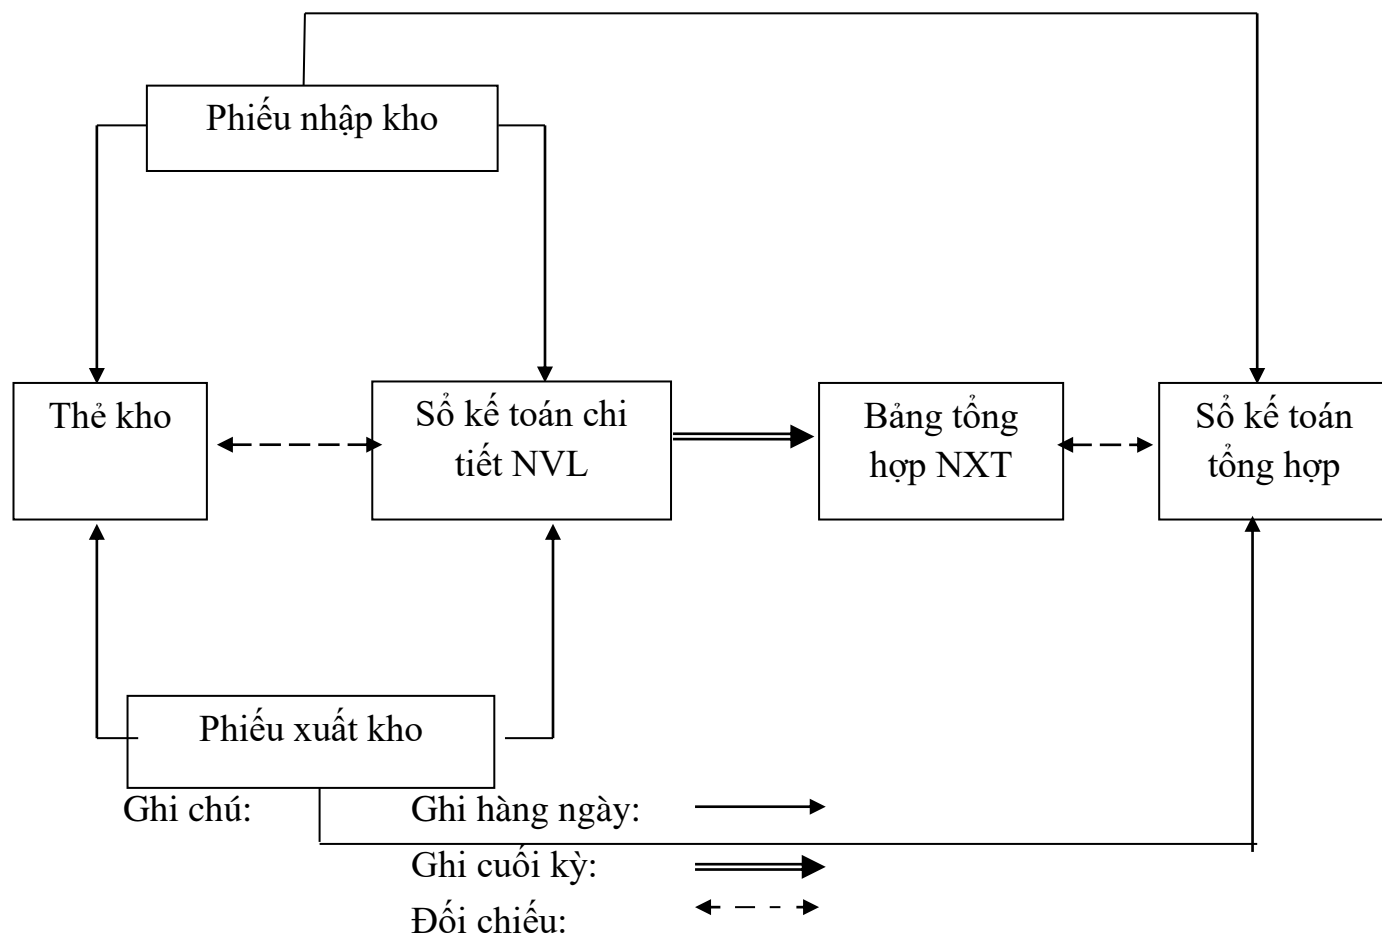 Phiếu nhập kho
Thẻ kho
Sổ kế toán chi
tiết NVL
Bảng tổng
hợp NXT
Sổ kế toán
tổng hợp
Phiếu xuất kho
Ghi chú:
Ghi hàng ngày:
Ghi cuối kỳ:
Đối chiếu: